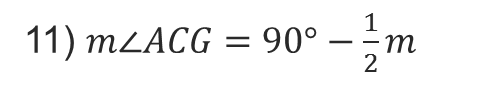 11) m∠ACG = 90° − ½m